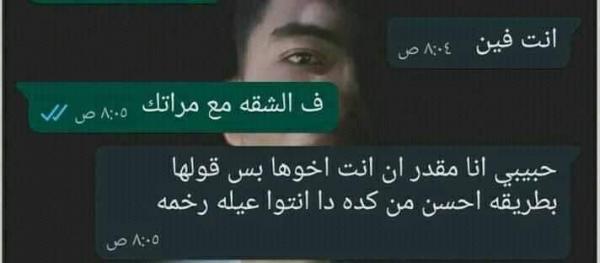 انت فين ٨:٠٤ ص
ف الشقه مع مراتك ٨:٠٥ ص
حبيبي انا مقدر ان انت اخوها بس قولها
بطريقه احسن من كده دا انتوا عيله رخمه
٨:٠٥ ص